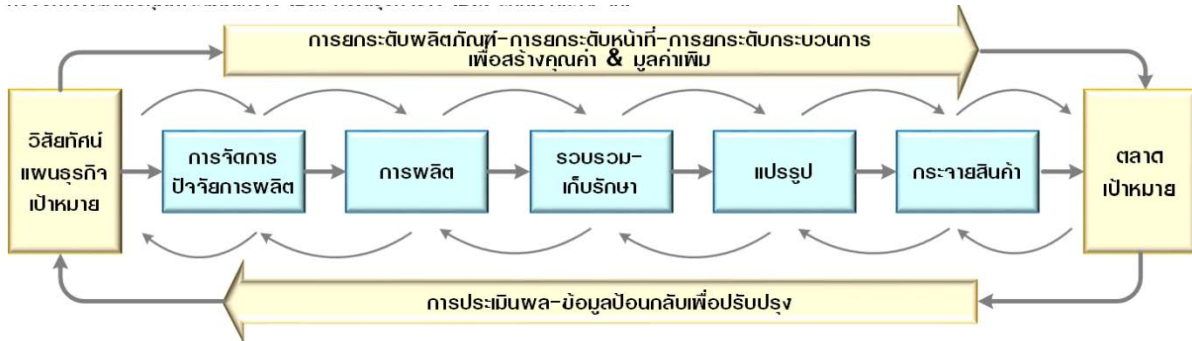 การยกระดับผลิตภัณฑ์-การยกระดับหน้าที่-การยกระดับกระบวนการ
เพื่อสร้างคุณค่า & มูลค่าเพิ่ม
วิสัยทัศน์
แผนธุรกิจ
เป้าหมาย
การจัดการ
ปัจจัยการผลิต
การผลิต
รวบรวม-
เก็บรักษา
แปรรูป
กระจายสินค้า
ตลาด
เป้าหมาย
การประเมินผล-ข้อมูลป้อนกลับเพื่อปรับปรุง